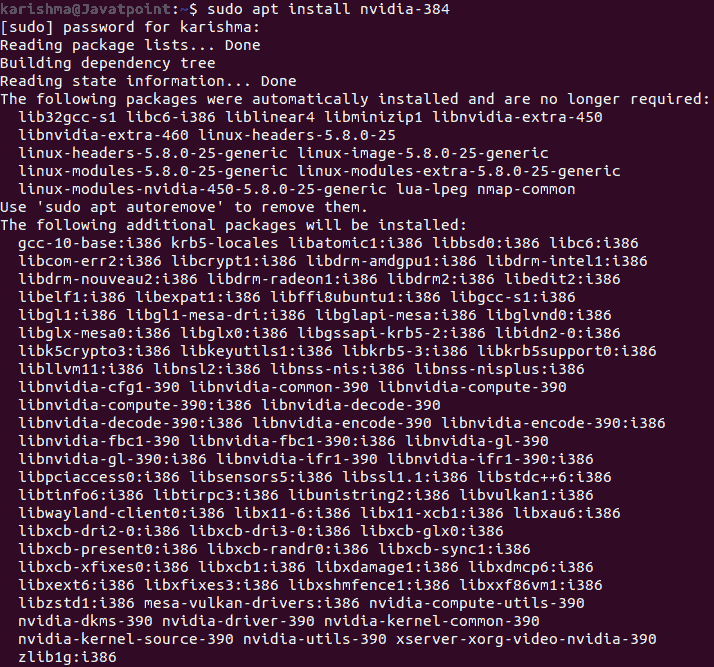 karishma@Javatpoint:~$ sudo apt install nvidia-384
[sudo] password for karishma:
Reading package lists... Done
Building dependency tree
Reading state information... Done
The following packages were automatically installed and are no longer required:
  lib32gcc-s1 libc6-i386 liblinear4 libminizip1 libnvidia-extra-450
  libnvidia-extra-460 linux-headers-5.8.0-25
  linux-headers-5.8.0-25-generic linux-image-5.8.0-25-generic
  linux-modules-5.8.0-25-generic linux-modules-extra-5.8.0-25-generic
  linux-modules-nvidia-450-5.8.0-25-generic lua-lpeg nmap-common
Use 'sudo apt autoremove' to remove them.
The following additional packages will be installed:
  gcc-10-base:i386 krb5-locales libatomic1:i386 libbsd0:i386 libc6:i386
  libcom-err2:i386 libcrypt1:i386 libdrm-amdgpu1:i386 libdrm-intel1:i386
  libdrm-nouveau2:i386 libdrm-radeon1:i386 libdrm2:i386 libedit2:i386
  libelf1:i386 libexpat1:i386 libffi8ubuntu1:i386 libgcc-s1:i386
  libgl1:i386 libgl1-mesa-dri:i386 libglapi-mesa:i386 libglvnd0:i386
  libglx-mesa0:i386 libglx0:i386 libgssapi-krb5-2:i386 libidn2-0:i386
  libk5crypto3:i386 libkeyutils1:i386 libkrb5-3:i386 libkrb5support0:i386
  libllvm11:i386 libnsl2:i386 libnss-nis:i386 libnss-nisplus:i386
  libnvidia-cfg1-390 libnvidia-common-390 libnvidia-compute-390
  libnvidia-compute-390:i386 libnvidia-decode-390
  libnvidia-decode-390:i386 libnvidia-encode-390 libnvidia-encode-390:i386
  libnvidia-fbc1-390 libnvidia-fbc1-390:i386 libnvidia-gl-390
  libnvidia-gl-390:i386 libnvidia-ifr1-390 libnvidia-ifr1-390:i386
  libpciaccess0:i386 libsensors5:i386 libssl1.1:i386 libstdc++6:i386
  libtinfo6:i386 libtirpc3:i386 libunistring2:i386 libvulkan1:i386
  libwayland-client0:i386 libx11-6:i386 libx11-xcb1:i386 libxau6:i386
  libxcb-dri2-0:i386 libxcb-dri3-0:i386 libxcb-glx0:i386
  libxcb-present0:i386 libxcb-randr0:i386 libxcb-sync1:i386
  libxcb-xfixes0:i386 libxcb1:i386 libxdamage1:i386 libxdmcp6:i386
  libxext6:i386 libxfixes3:i386 libxshmfence1:i386 libxxf86vm1:i386
  libzstd1:i386 mesa-vulkan-drivers:i386 nvidia-compute-utils-390
  nvidia-dkms-390 nvidia-driver-390 nvidia-kernel-common-390
  nvidia-kernel-source-390 nvidia-utils-390 xserver-xorg-video-nvidia-390
  zlib1g:i386